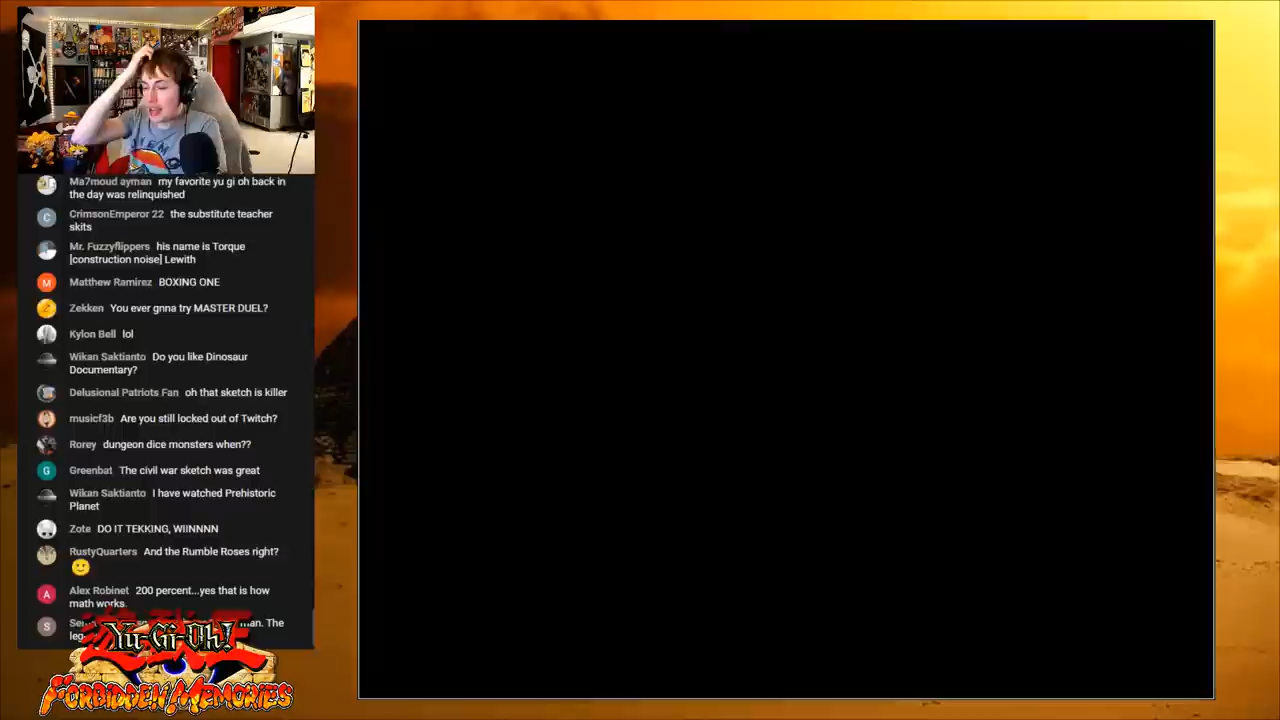 Ma7moud ayman my favorite yu gi oh back in
the day was relinquished
CrimsonEmperor 22 the substitute teacher
skits
Mr. Fuzzyflippers his name is Torque
[construction noise] Lewith
Matthew Ramirez BOXING ONE
Zekken You ever gnna try MASTER DUEL?
Kylon Bell lol
Wikan Saktianto Do you like Dinosaur
Documentary?
Delusional Patriots Fan oh that sketch is killer
musicf3b Are you still locked out of Twitch?
Rorey dungeon dice monsters when??
Greenbat The civil war sketch was great
Wikan Saktianto I have watched Prehistoric
Planet
Zote DO IT TEKKING, WIINNNN
RustyQuarters And the Rumble Roses right?
Alex Robinet 200 percent...yes that is how
math works.
The
Yu-Gi-Oh!
FORBIDDEN MEMORIES